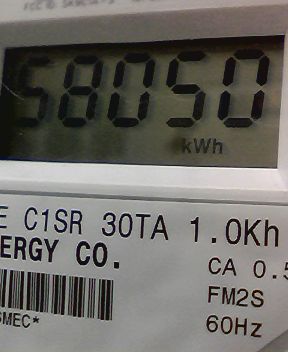 58050
kWh
E C1SR 30TA 1.0Kh
ERGY CO.
CA 0.5
FM2S
SMEC*
60Hz